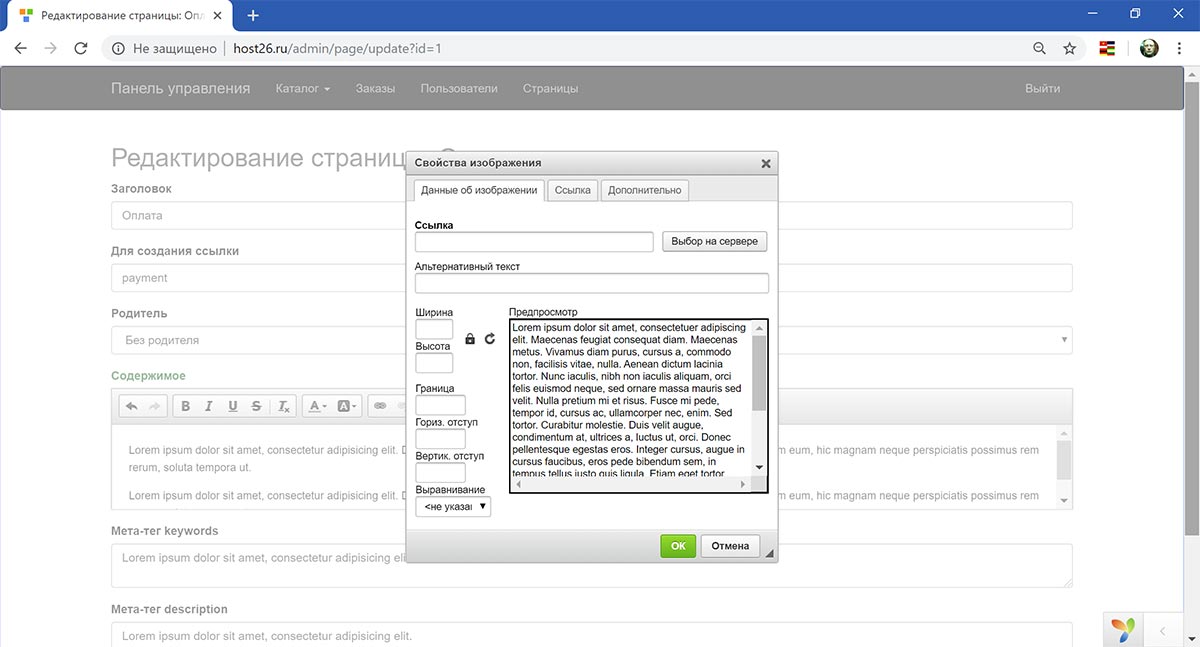 Редактирование страницы: Опл
Не защищено | host26.ru/admin/page/update?id=1
Панель управления Каталог Заказы Пользователи Страницы Выйти
Редактирование страниц
Заголовок
Оплата
Для создания ссылки
payment
Родитель
Без родителя
Содержимое
B I U S Tx A A
Lorem ipsum dolor sit amet, consectetur adipisicing elit. D
m eum, hic magnam neque perspiciatis possimus rem
rerum, soluta tempora ut.
Lorem ipsum dolor sit amet, consectetur adipisicing elit. D
m eum, hic magnam neque perspiciatis possimus rem
Мета-тег keywords
Lorem ipsum dolor sit amet, consectetur adipisicing eli
Мета-тег description
Lorem ipsum dolor sit amet, consectetur adipisicing elit.
Свойства изображения
Данные об изображении Ссылка Дополнительно
Ссылка
Выбор на сервере
Альтернативный текст
Ширина
Высота
Граница
Гориз. отступ
Вертик. отступ
Выравнивание
<не указан
Предпросмотр
Lorem ipsum dolor sit amet, consectetuer adipiscing
elit. Maecenas feugiat consequat diam. Maecenas
metus. Vivamus diam purus, cursus a, commodo
non, facilisis vitae, nulla. Aenean dictum lacinia
tortor. Nunc iaculis, nibh non iaculis aliquam, orci
felis euismod neque, sed ornare massa mauris sed
velit. Nulla pretium mi et risus. Fusce mi pede,
tempor id, cursus ac, ullamcorper nec, enim. Sed
tortor. Curabitur molestie. Duis velit augue,
condimentum at, ultrices a, luctus ut, orci. Donec
pellentesque egestas eros. Integer cursus, augue in
cursus faucibus, eros pede bibendum sem, in
tempus tellus justo quis ligula. Etiam eget tortor.
ОК Отмена